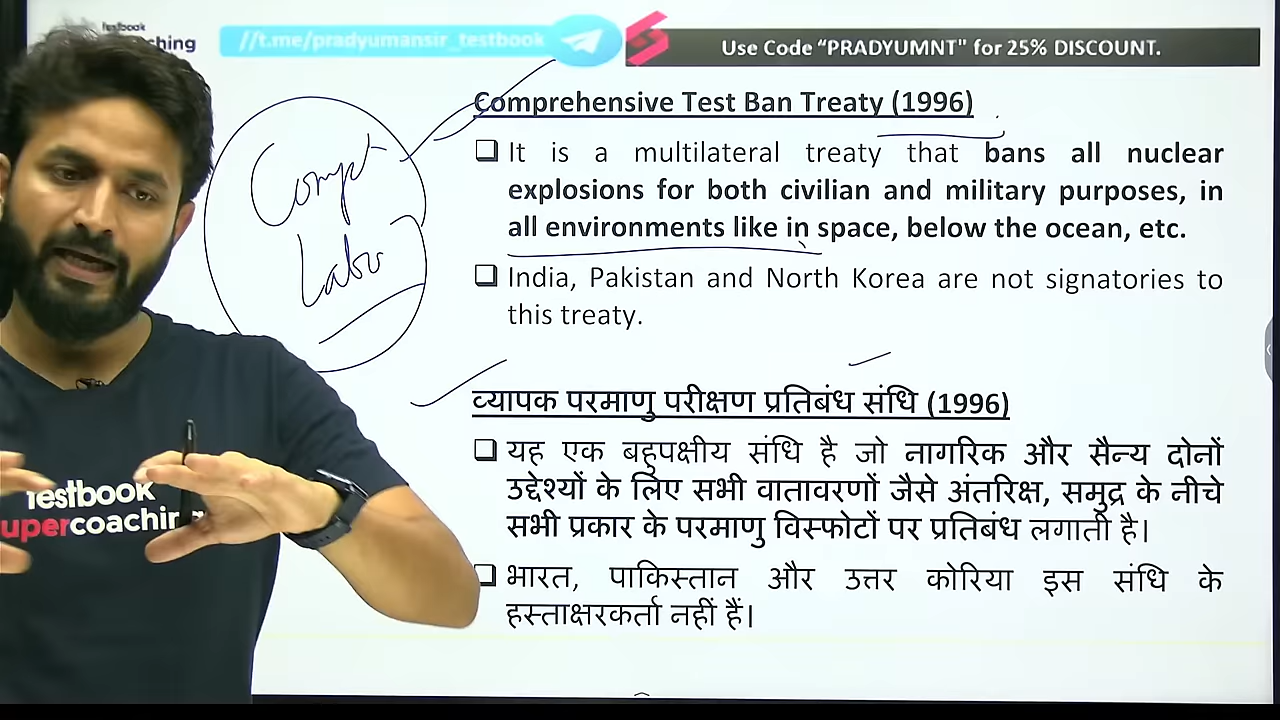 testbook
ching
//t.me/pradyumansir_testbook
Use Code “PRADYUMNT" for 25% DISCOUNT.
Comprehensive Test Ban Treaty (1996)
It is a multilateral treaty that bans all nuclear
explosions for both civilian and military purposes, in
all environments like in space, below the ocean, etc.
India, Pakistan and North Korea are not signatories to
this treaty.
व्यापक परमाणु परीक्षण प्रतिबंध संधि (1996)
यह एक बहुपक्षीय संधि है जो नागरिक और सैन्य दोनों
उद्देश्यों के लिए सभी वातावरणों जैसे अंतरिक्ष, समुद्र के नीचे
सभी प्रकार के परमाणु विस्फोटों पर प्रतिबंध लगाती है।
भारत, पाकिस्तान और उत्तर कोरिया इस संधि के
हस्ताक्षरकर्ता नहीं हैं।
testbook
supercoaching